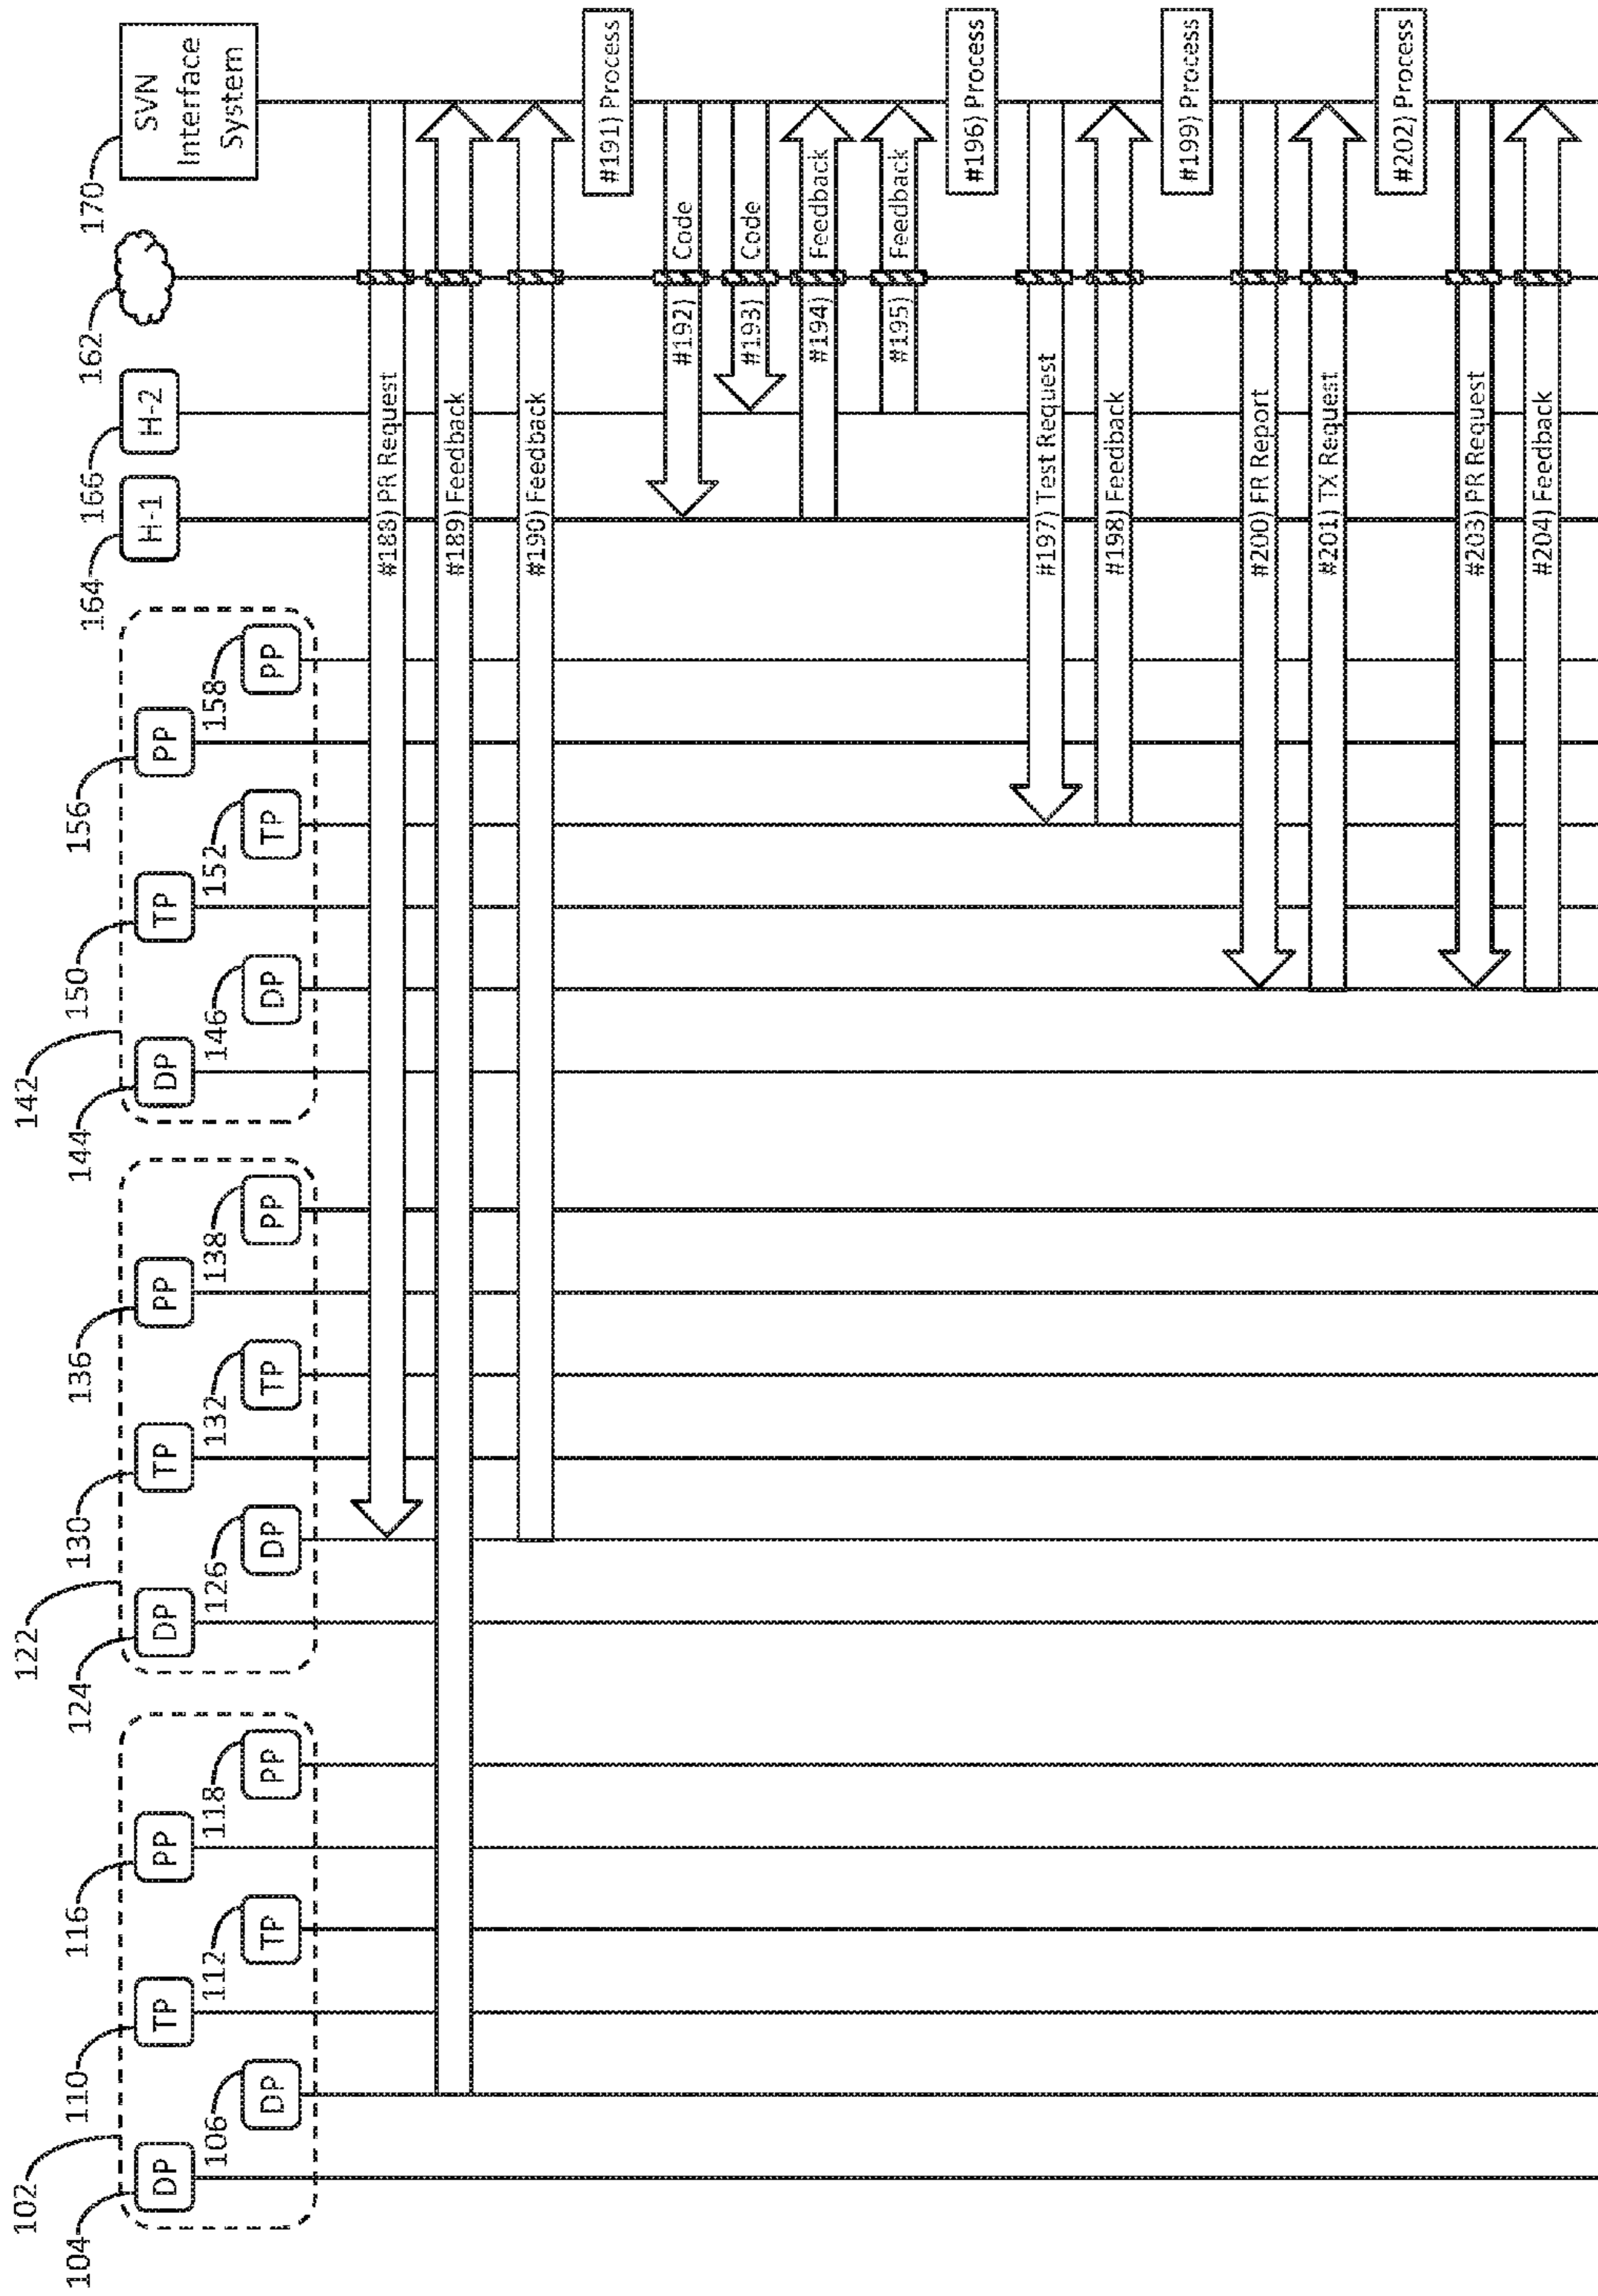 102
104
DP
106
DP
110
TP
112
TP
116
PP
118
PP
122
124
DP
126
DP
130
TP
132
TP
136
PP
138
PP
142
144
DP
146
DP
150
TP
152
TP
156
PP
158
PP
164
H-1
166
H-2
162
170
SVN
Interface
System
#188) PR Request
#189) Feedback
#190) Feedback
#191) Process
#192) Code
#193) Code
#194) Feedback
#195) Feedback
#196) Process
#197) Test Request
#198) Feedback
#199) Process
#200) FR Report
#201) TX Request
#202) Process
#203) PR Request
#204) Feedback